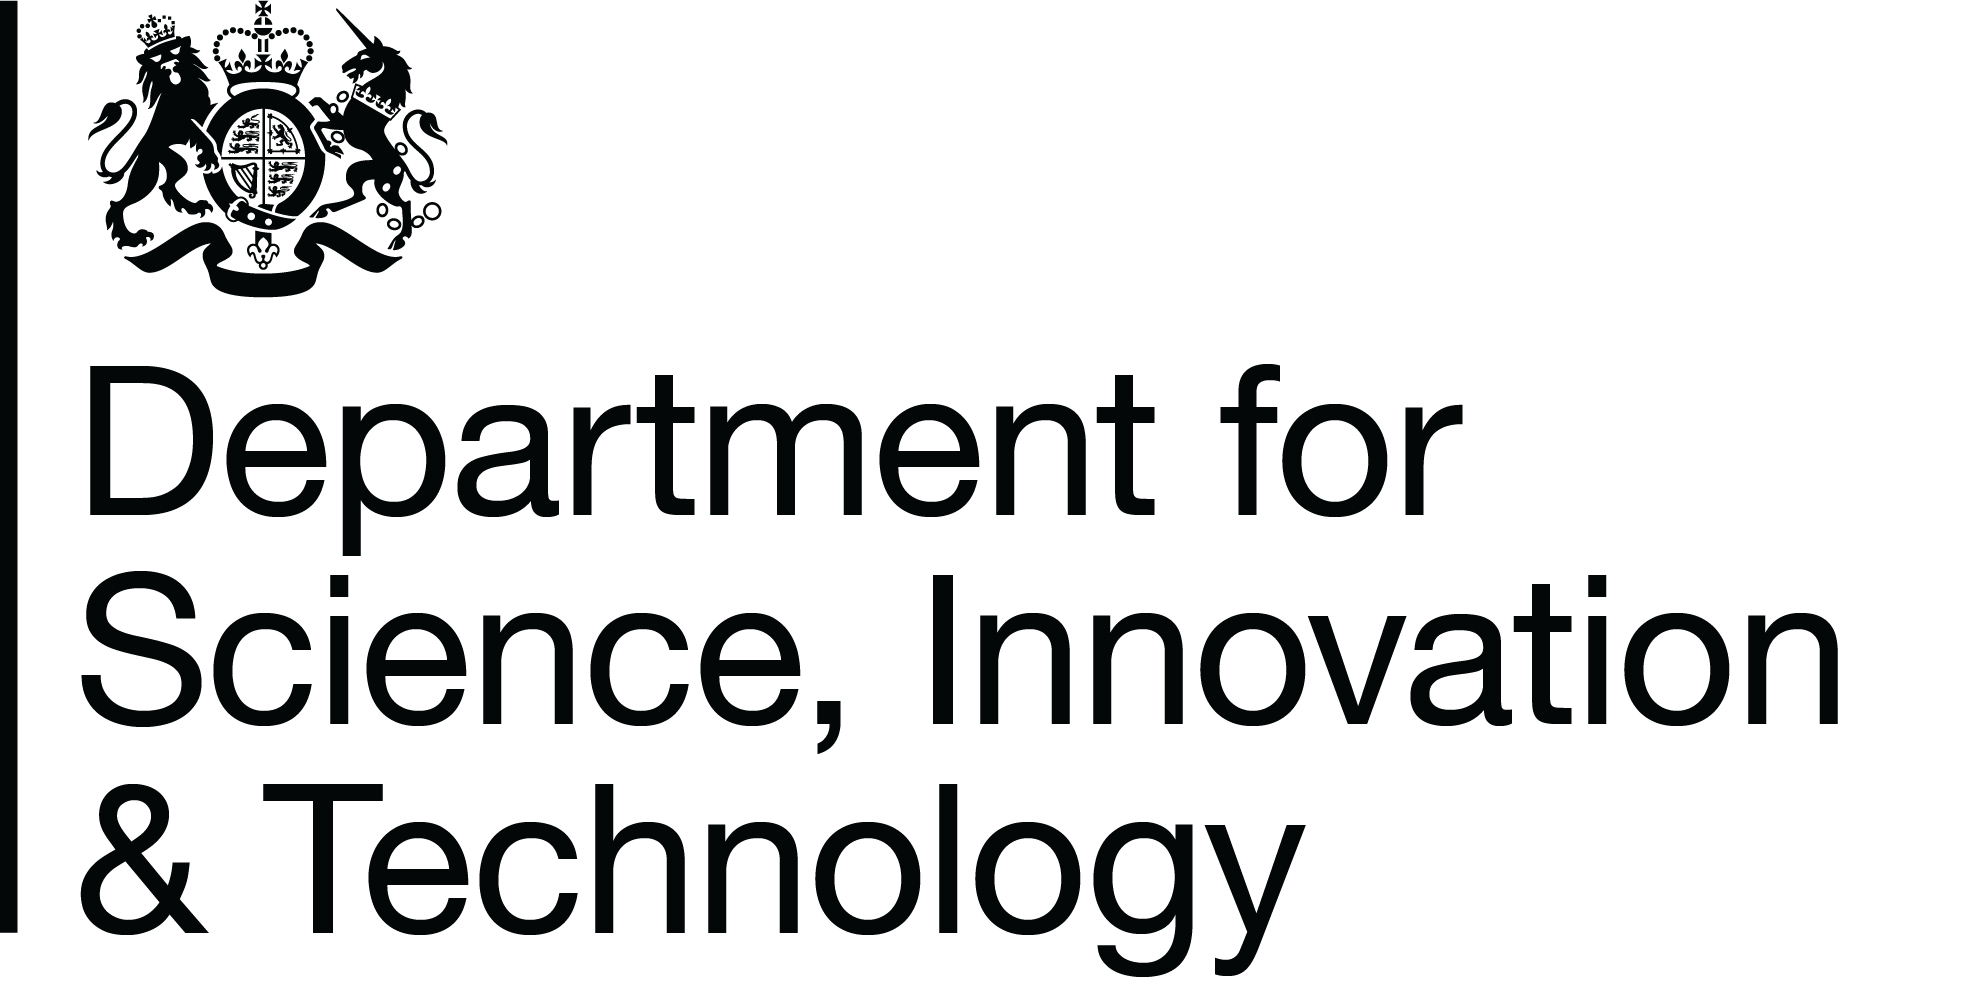 Department for
Science, Innovation
& Technology